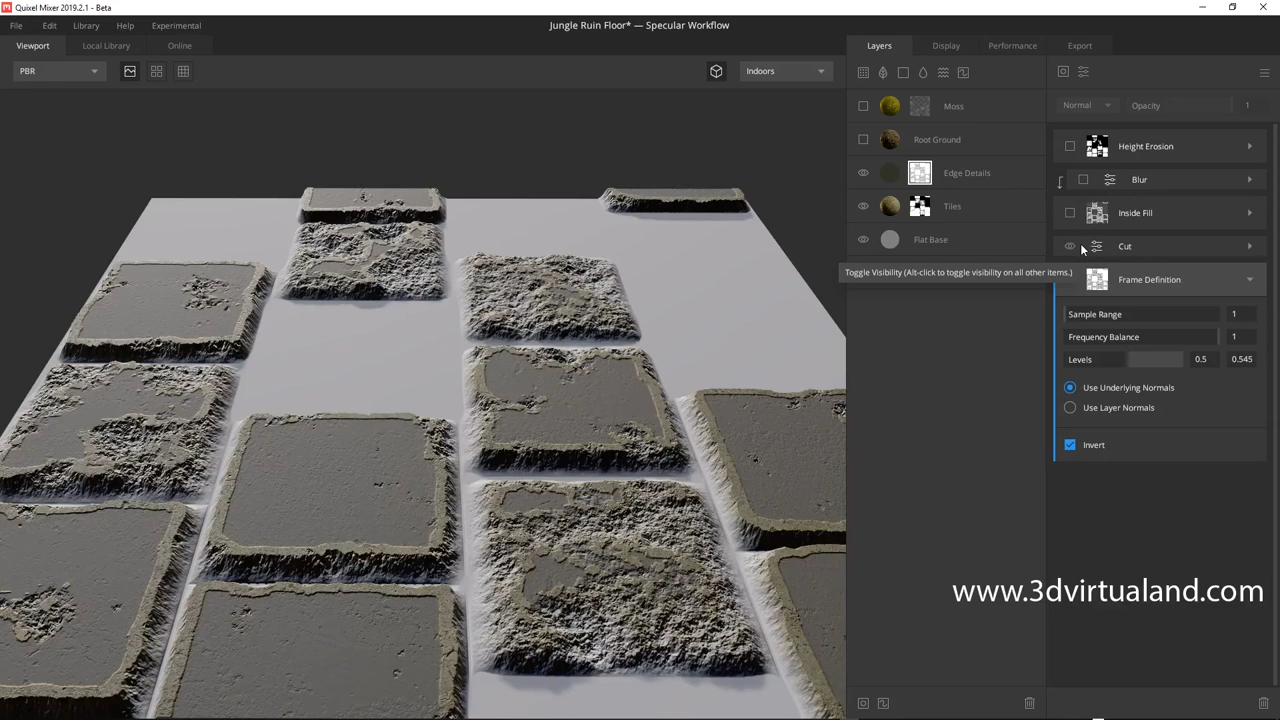 Quixel Mixer 2019.2.1 - Beta
File Edit Library Help Experimental
Jungle Ruin Floor* — Specular Workflow
Viewport Local Library Online
Layers Display Performance Export
PBR
Indoors
Normal Opacity 1
Moss
Root Ground
Edge Details
Tiles
Flat Base
Height Erosion
Blur
Inside Fill
Cut
Toggle Visibility (Alt-click to toggle visibility on all other items.)
Frame Definition
Sample Range 1
Frequency Balance 1
Levels 0.5 0.545
Use Underlying Normals
Use Layer Normals
Invert
www.3dvirtualand.com